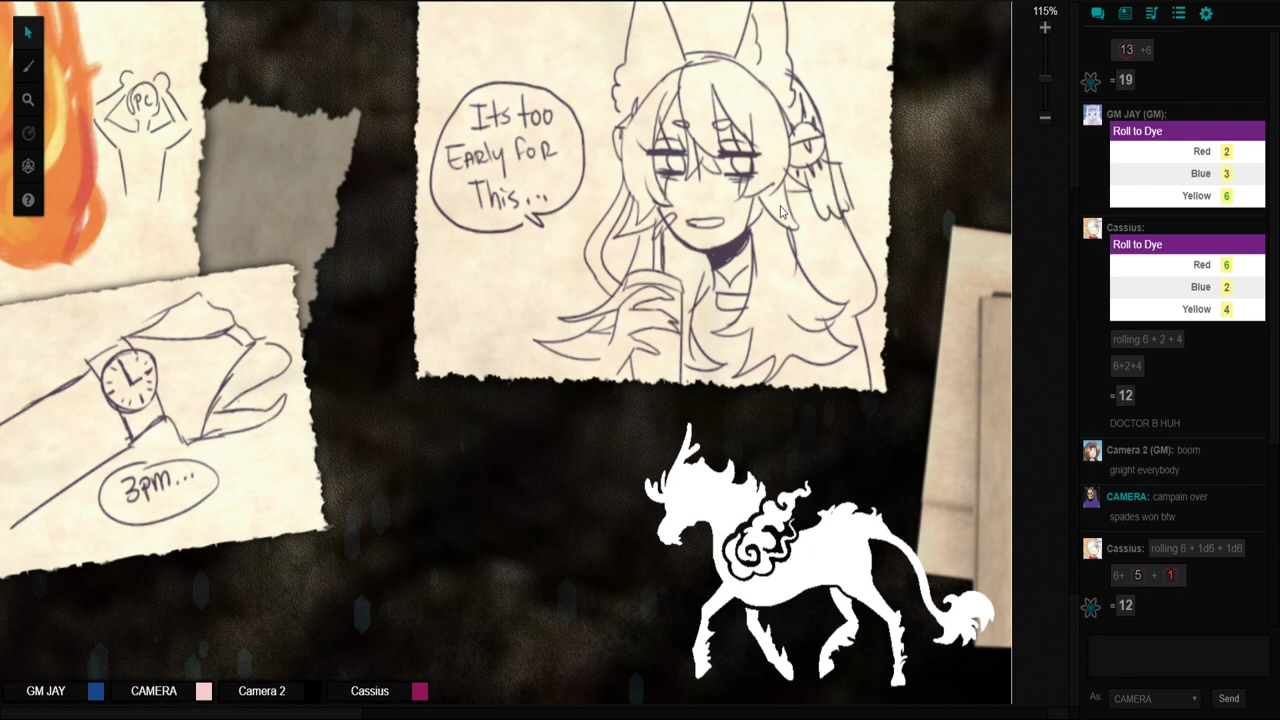 115%
PC
Its too
Early for
This...
3pm...
13 +6
= 19
GM JAY (GM):
Roll to Dye
Red 2
Blue 3
Yellow 6
Cassius:
Roll to Dye
Red 6
Blue 2
Yellow 4
rolling 6 + 2 + 4
6+2+4
= 12
DOCTOR B HUH
Camera 2 (GM): boom
gnight everybody
CAMERA: campain over
spades won btw
Cassius: rolling 6 + 1d6 + 1d6
6+ 5 + 1
= 12
GM JAY
CAMERA
Camera 2
Cassius
As: CAMERA
Send